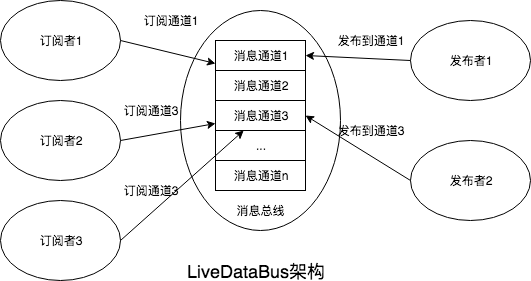 订阅通道1
发布到通道1
订阅者1
消息通道1
发布者1
消息通道2
订阅通道3
消息通道3
发布到通道3
订阅者2
...
消息通道n
发布者2
订阅通道3
消息总线
订阅者3
LiveDataBus架构